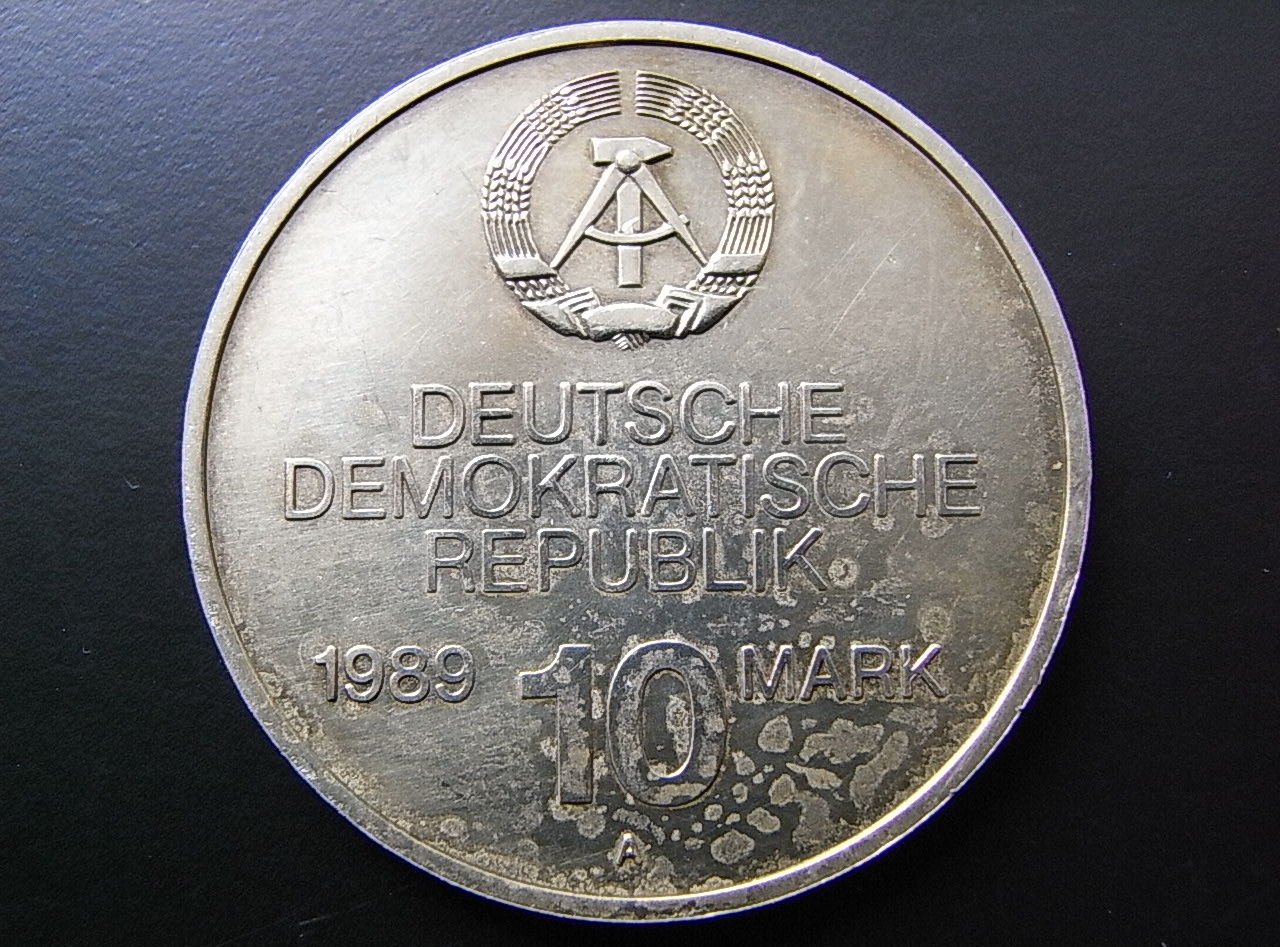 DEUTSCHE
DEMOKRATISCHE
REPUBLIK
1989 10 MARK
A